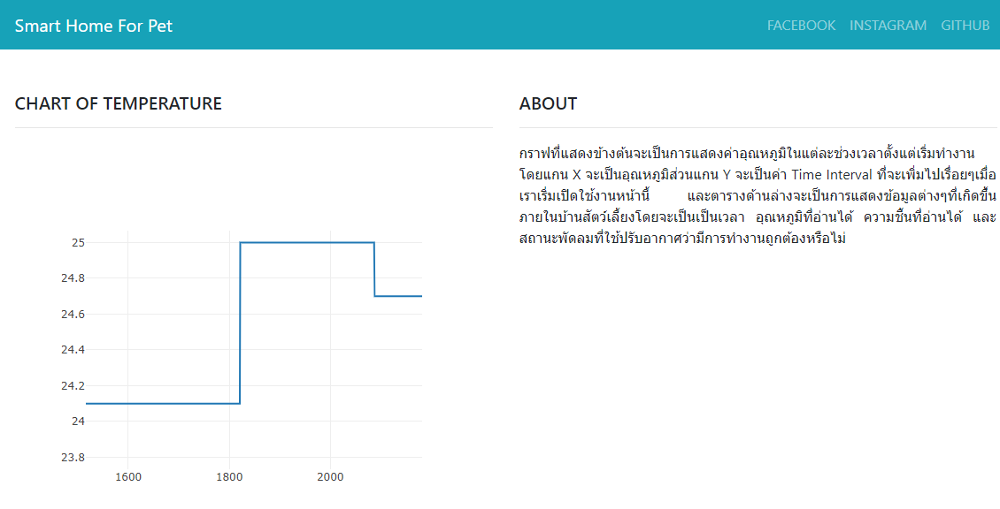 Smart Home For Pet
FACEBOOK INSTAGRAM GITHUB
CHART OF TEMPERATURE
25
24.8
24.6
24.4
24.2
24
23.8
1600 1800 2000
ABOUT
กราฟที่แสดงข้างต้นจะเป็นการแสดงค่าอุณหภูมิในแต่ละช่วงเวลาตั้งแต่เริ่มทำงาน
โดยแกน X จะเป็นอุณหภูมิส่วนแกน Y จะเป็นค่า Time Interval ที่จะเพิ่มไปเรื่อยๆเมื่อ
เราเริ่มเปิดใช้งานหน้านี้ และตารางด้านล่างจะเป็นการแสดงข้อมูลต่างๆที่เกิดขึ้น
ภายในบ้านสัตว์เลี้ยงโดยจะเป็นเป็นเวลา อุณหภูมิที่อ่านได้ ความชื้นที่อ่านได้ และ
สถานะพัดลมที่ใช้ปรับอากาศว่ามีการทำงานถูกต้องหรือไม่